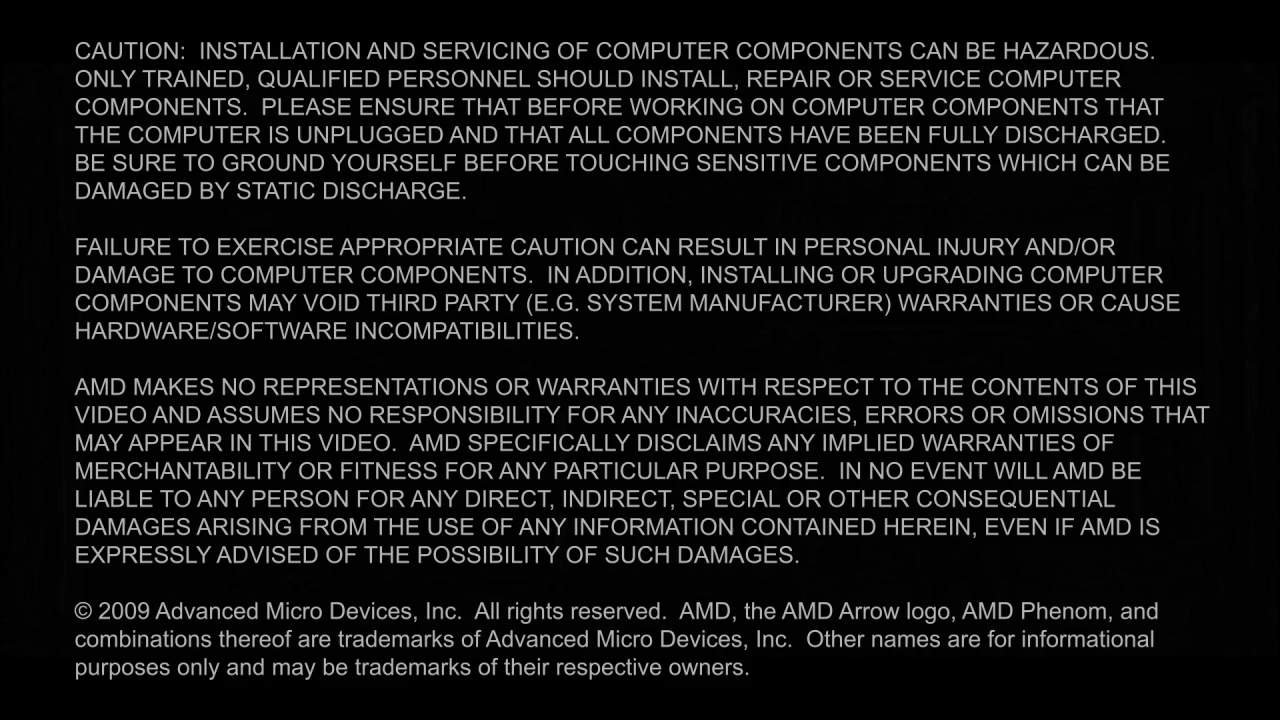 CAUTION:  INSTALLATION AND SERVICING OF COMPUTER COMPONENTS CAN BE HAZARDOUS.
ONLY TRAINED, QUALIFIED PERSONNEL SHOULD INSTALL, REPAIR OR SERVICE COMPUTER
COMPONENTS.  PLEASE ENSURE THAT BEFORE WORKING ON COMPUTER COMPONENTS THAT
THE COMPUTER IS UNPLUGGED AND THAT ALL COMPONENTS HAVE BEEN FULLY DISCHARGED.
BE SURE TO GROUND YOURSELF BEFORE TOUCHING SENSITIVE COMPONENTS WHICH CAN BE
DAMAGED BY STATIC DISCHARGE.

FAILURE TO EXERCISE APPROPRIATE CAUTION CAN RESULT IN PERSONAL INJURY AND/OR
DAMAGE TO COMPUTER COMPONENTS.  IN ADDITION, INSTALLING OR UPGRADING COMPUTER
COMPONENTS MAY VOID THIRD PARTY (E.G. SYSTEM MANUFACTURER) WARRANTIES OR CAUSE
HARDWARE/SOFTWARE INCOMPATIBILITIES.

AMD MAKES NO REPRESENTATIONS OR WARRANTIES WITH RESPECT TO THE CONTENTS OF THIS
VIDEO AND ASSUMES NO RESPONSIBILITY FOR ANY INACCURACIES, ERRORS OR OMISSIONS THAT
MAY APPEAR IN THIS VIDEO.  AMD SPECIFICALLY DISCLAIMS ANY IMPLIED WARRANTIES OF
MERCHANTABILITY OR FITNESS FOR ANY PARTICULAR PURPOSE.  IN NO EVENT WILL AMD BE
LIABLE TO ANY PERSON FOR ANY DIRECT, INDIRECT, SPECIAL OR OTHER CONSEQUENTIAL
DAMAGES ARISING FROM THE USE OF ANY INFORMATION CONTAINED HEREIN, EVEN IF AMD IS
EXPRESSLY ADVISED OF THE POSSIBILITY OF SUCH DAMAGES.

© 2009 Advanced Micro Devices, Inc.  All rights reserved.  AMD, the AMD Arrow logo, AMD Phenom, and
combinations thereof are trademarks of Advanced Micro Devices, Inc.  Other names are for informational
purposes only and may be trademarks of their respective owners.